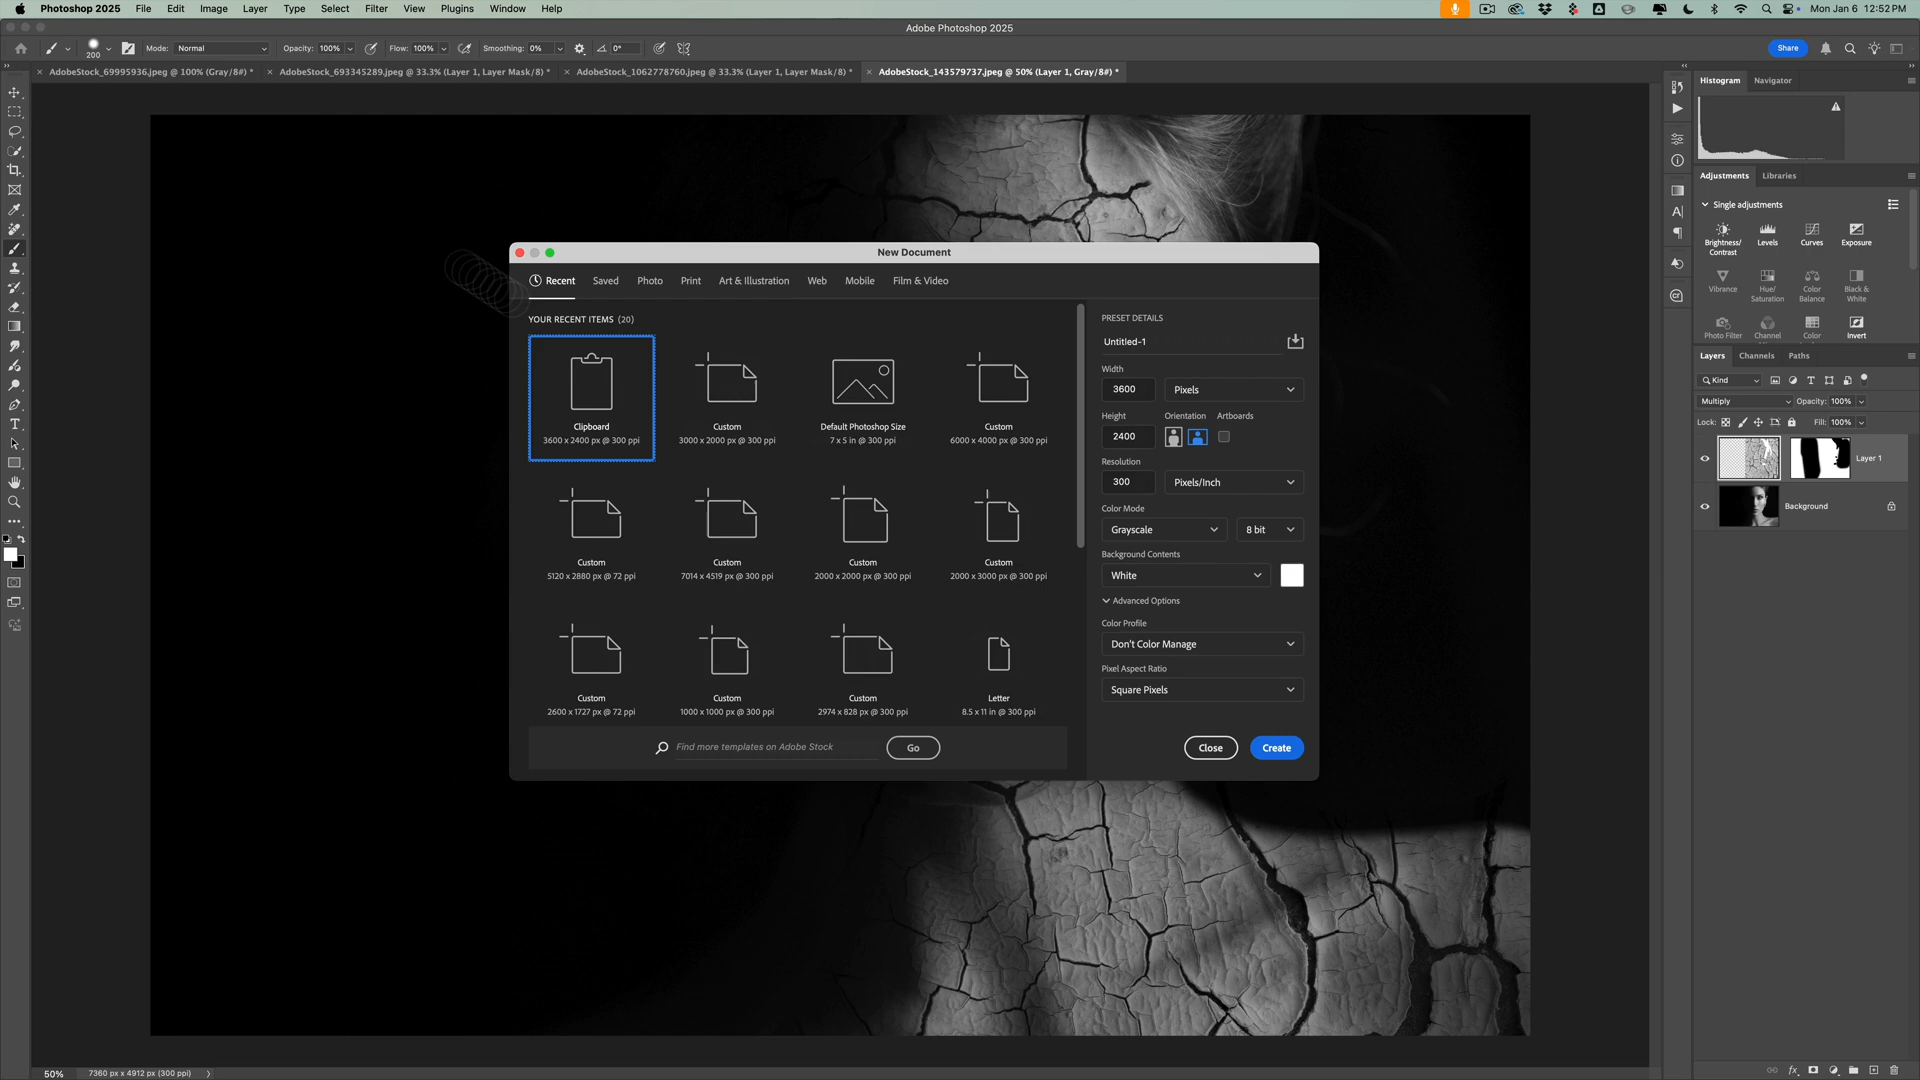 Photoshop 2025 File Edit Image Layer Type Select Filter View Plugins Window Help Mon Jan 6 12:52 PM
Adobe Photoshop 2025
200 Mode: Normal Opacity: 100% Flow: 100% Smoothing: 0% 0° Share
AdobeStock_69995936.jpeg @ 100% (Gray/8#) * AdobeStock_693345289.jpeg @ 33.3% (Layer 1, Layer Mask/8) * AdobeStock_1062778760.jpeg @ 33.3% (Layer 1, Layer Mask/8) * AdobeStock_143579737.jpeg @ 50% (Layer 1, Gray/8#) *
New Document
Recent Saved Photo Print Art & Illustration Web Mobile Film & Video
YOUR RECENT ITEMS (20)
Clipboard
3600 x 2400 px @ 300 ppi
Custom
3000 x 2000 px @ 300 ppi
Default Photoshop Size
7 x 5 in @ 300 ppi
Custom
6000 x 4000 px @ 300 ppi
Custom
5120 x 2880 px @ 72 ppi
Custom
7014 x 4519 px @ 300 ppi
Custom
2000 x 2000 px @ 300 ppi
Custom
2000 x 3000 px @ 300 ppi
Custom
2600 x 1727 px @ 72 ppi
Custom
1000 x 1000 px @ 300 ppi
Custom
2974 x 828 px @ 300 ppi
Letter
8.5 x 11 in @ 300 ppi
Find more templates on Adobe Stock Go
PRESET DETAILS
Untitled-1
Width
3600 Pixels
Height Orientation Artboards
2400
Resolution
300 Pixels/Inch
Color Mode
Grayscale 8 bit
Background Contents
White
Advanced Options
Color Profile
Don't Color Manage
Pixel Aspect Ratio
Square Pixels
Close Create
Histogram Navigator
Adjustments Libraries
Single adjustments
Brightness/
Contrast
Levels
Curves
Exposure
Vibrance
Hue/
Saturation
Color
Balance
Black &
White
Photo Filter
Channel
Color
Invert
Layers Channels Paths
Kind
Multiply Opacity: 100%
Lock: Fill: 100%
Layer 1
Background
50% 7360 px x 4912 px (300 ppi)